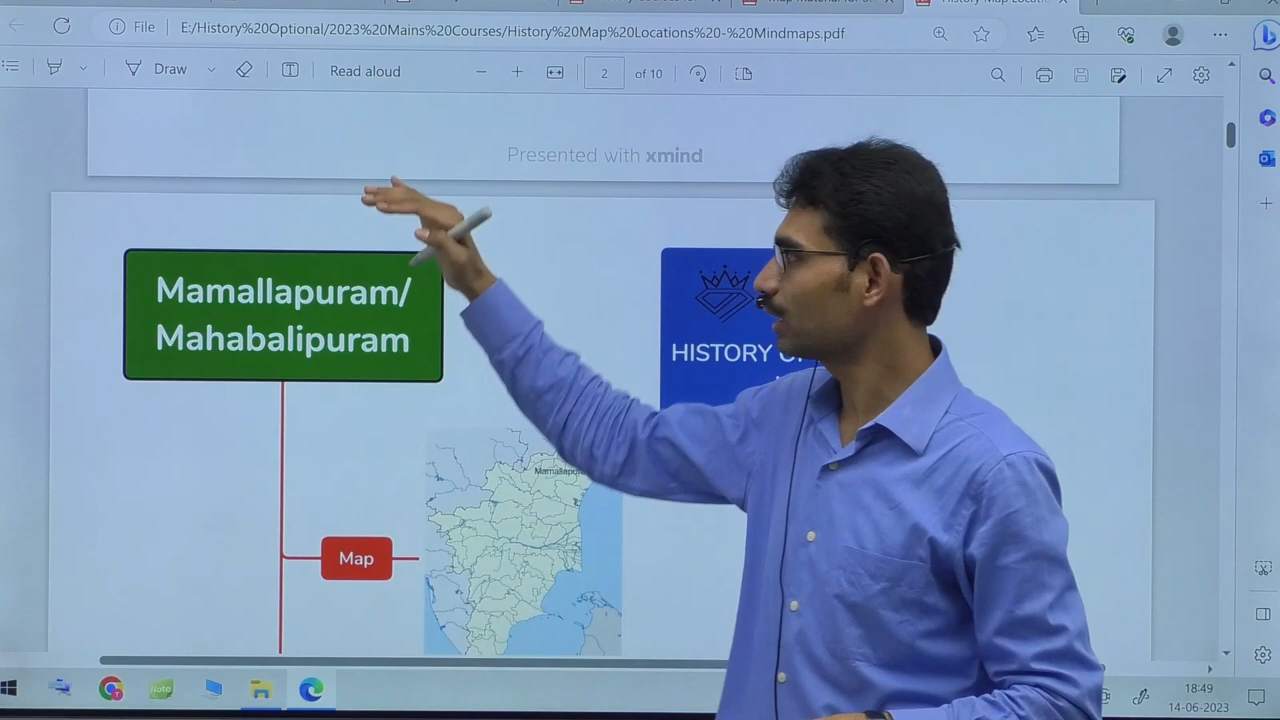 File
E:/History%20Optional/2023%20Mains%20Courses/History%20Map%20Locations%20-%20Mindmaps.pdf
Draw
Read aloud
2
of 10
Presented with xmind
Mamallapuram/
Mahabalipuram
HISTORY
Map
18:49
14-06-2023